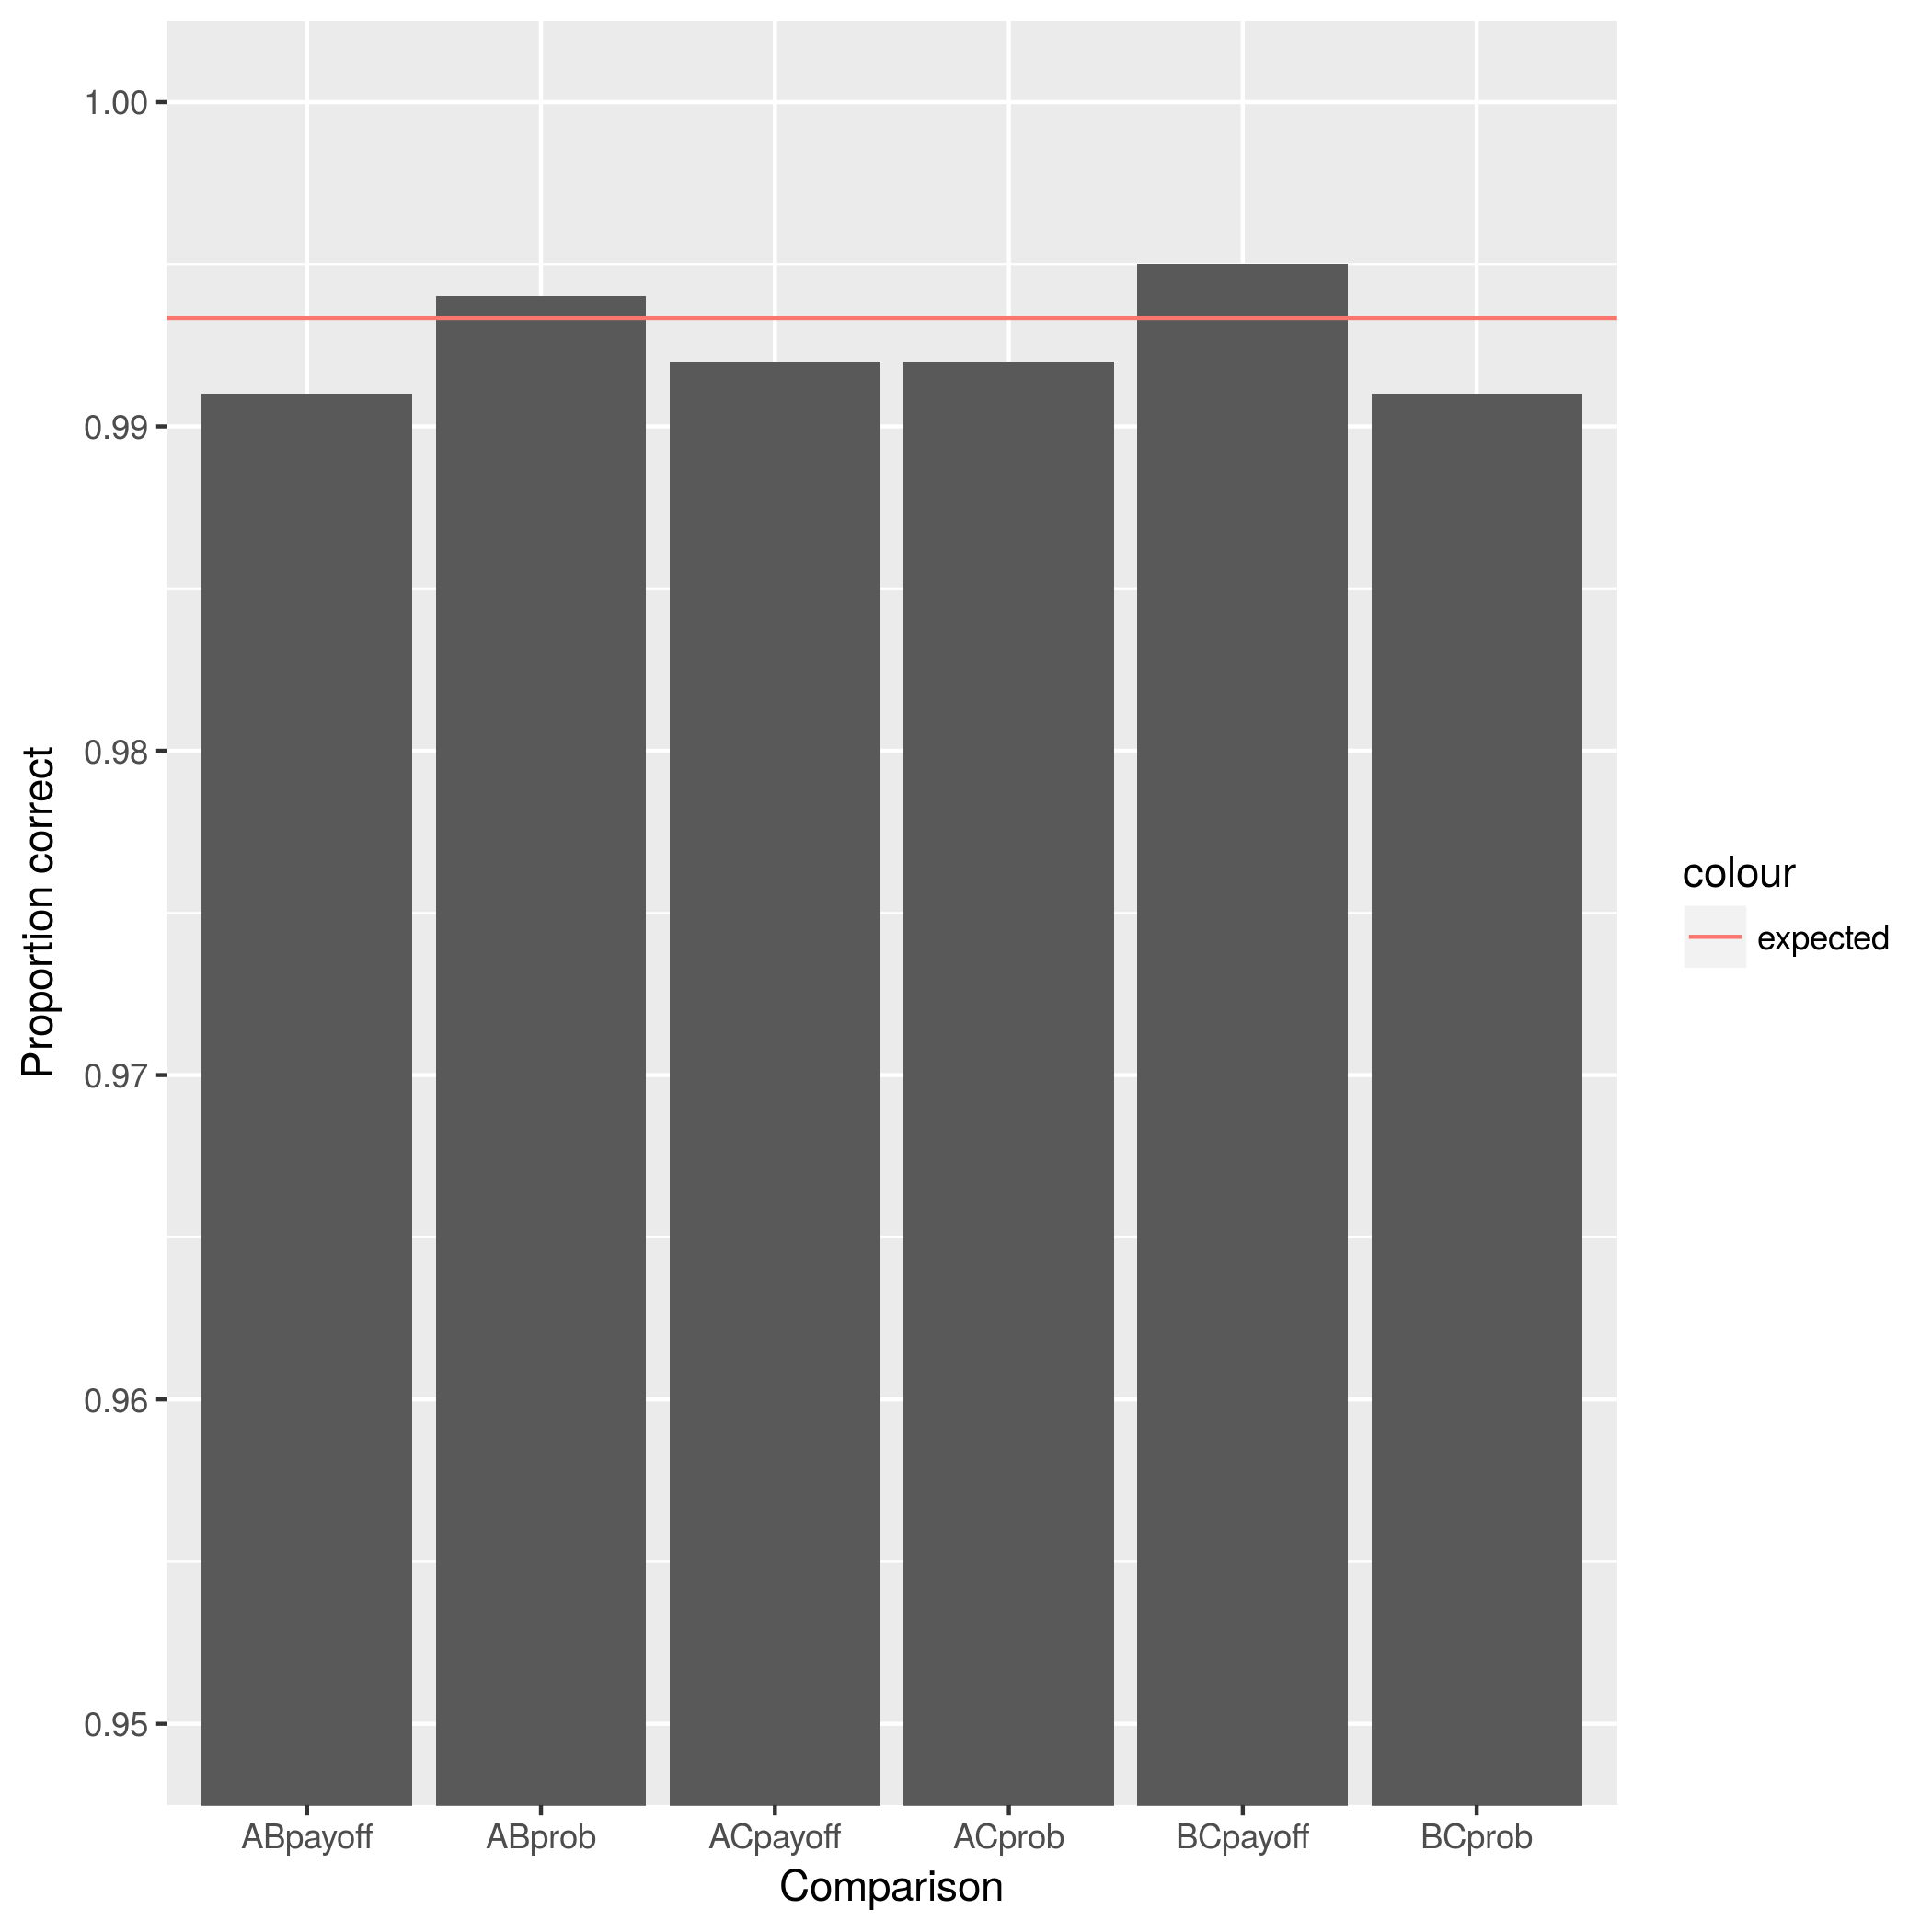 1.00
0.99
0.98
0.97
0.96
0.95
Proportion correct
ABpayoff ABprob ACpayoff ACprob BCpayoff BCprob
Comparison
colour
expected